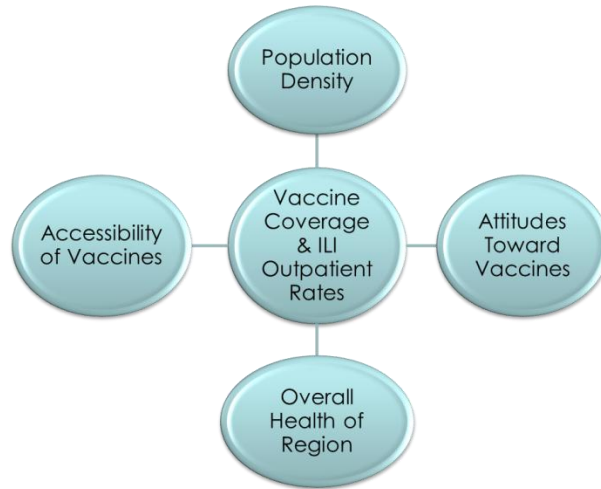 Population
Density
Accessibility
of Vaccines
Vaccine
Coverage
& ILI
Outpatient
Rates
Attitudes
Toward
Vaccines
Overall
Health of
Region